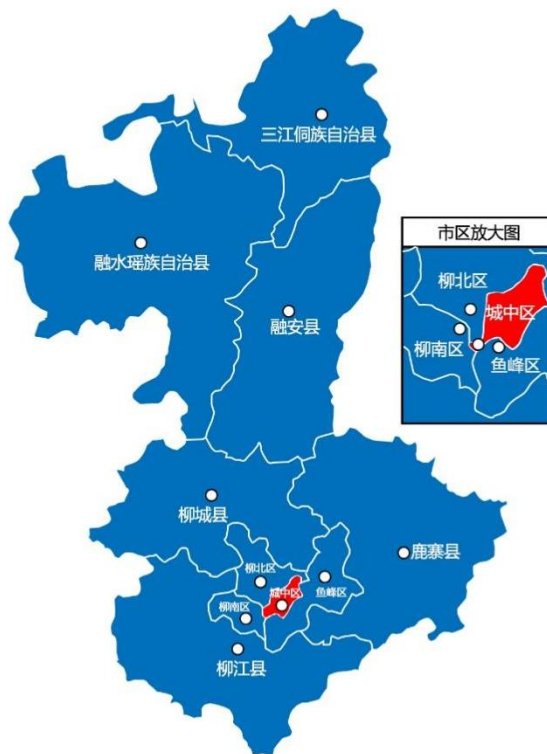 三江侗族自治县
融水瑶族自治县
融安县
市区放大图
柳北区
城中区
柳南区
鱼峰区
柳城县
鹿寨县
柳北区
鱼峰区
城中区
柳南区
柳江县